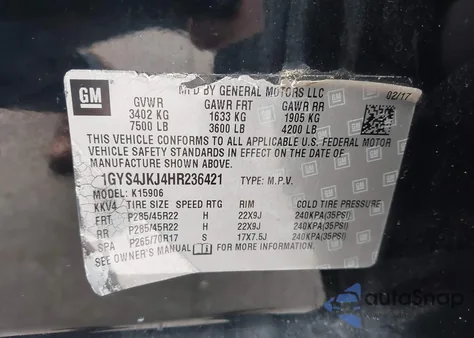 GM
MFD BY GENERAL MOTORS LLC
02/17
GVWR GAWR FRT GAWR RR
3402 KG 1633 KG 1905 KG
7500 LB 3600 LB 4200 LB
THIS VEHICLE CONFORMS TO ALL APPLICABLE U.S. FEDERAL MOTOR
VEHICLE SAFETY STANDARDS IN EFFECT ON THE DATE OF
MANUFACTURE SHOWN ABOVE.
1GYS4JKJ4HR236421 TYPE: M.P.V.
MODEL: K15906
KKV4 TIRE SIZE SPEED RTG RIM COLD TIRE PRESSURE
FRT P285/45R22 H 22X9J 240KPA(35PSI)
RR P285/45R22 H 22X9J 240KPA(35PSI)
SPA P265/70R17 S 17X7.5J 240KPA(35PSI)
SEE OWNER'S MANUAL FOR ADDITIONAL INFORMATION.
autoSnap